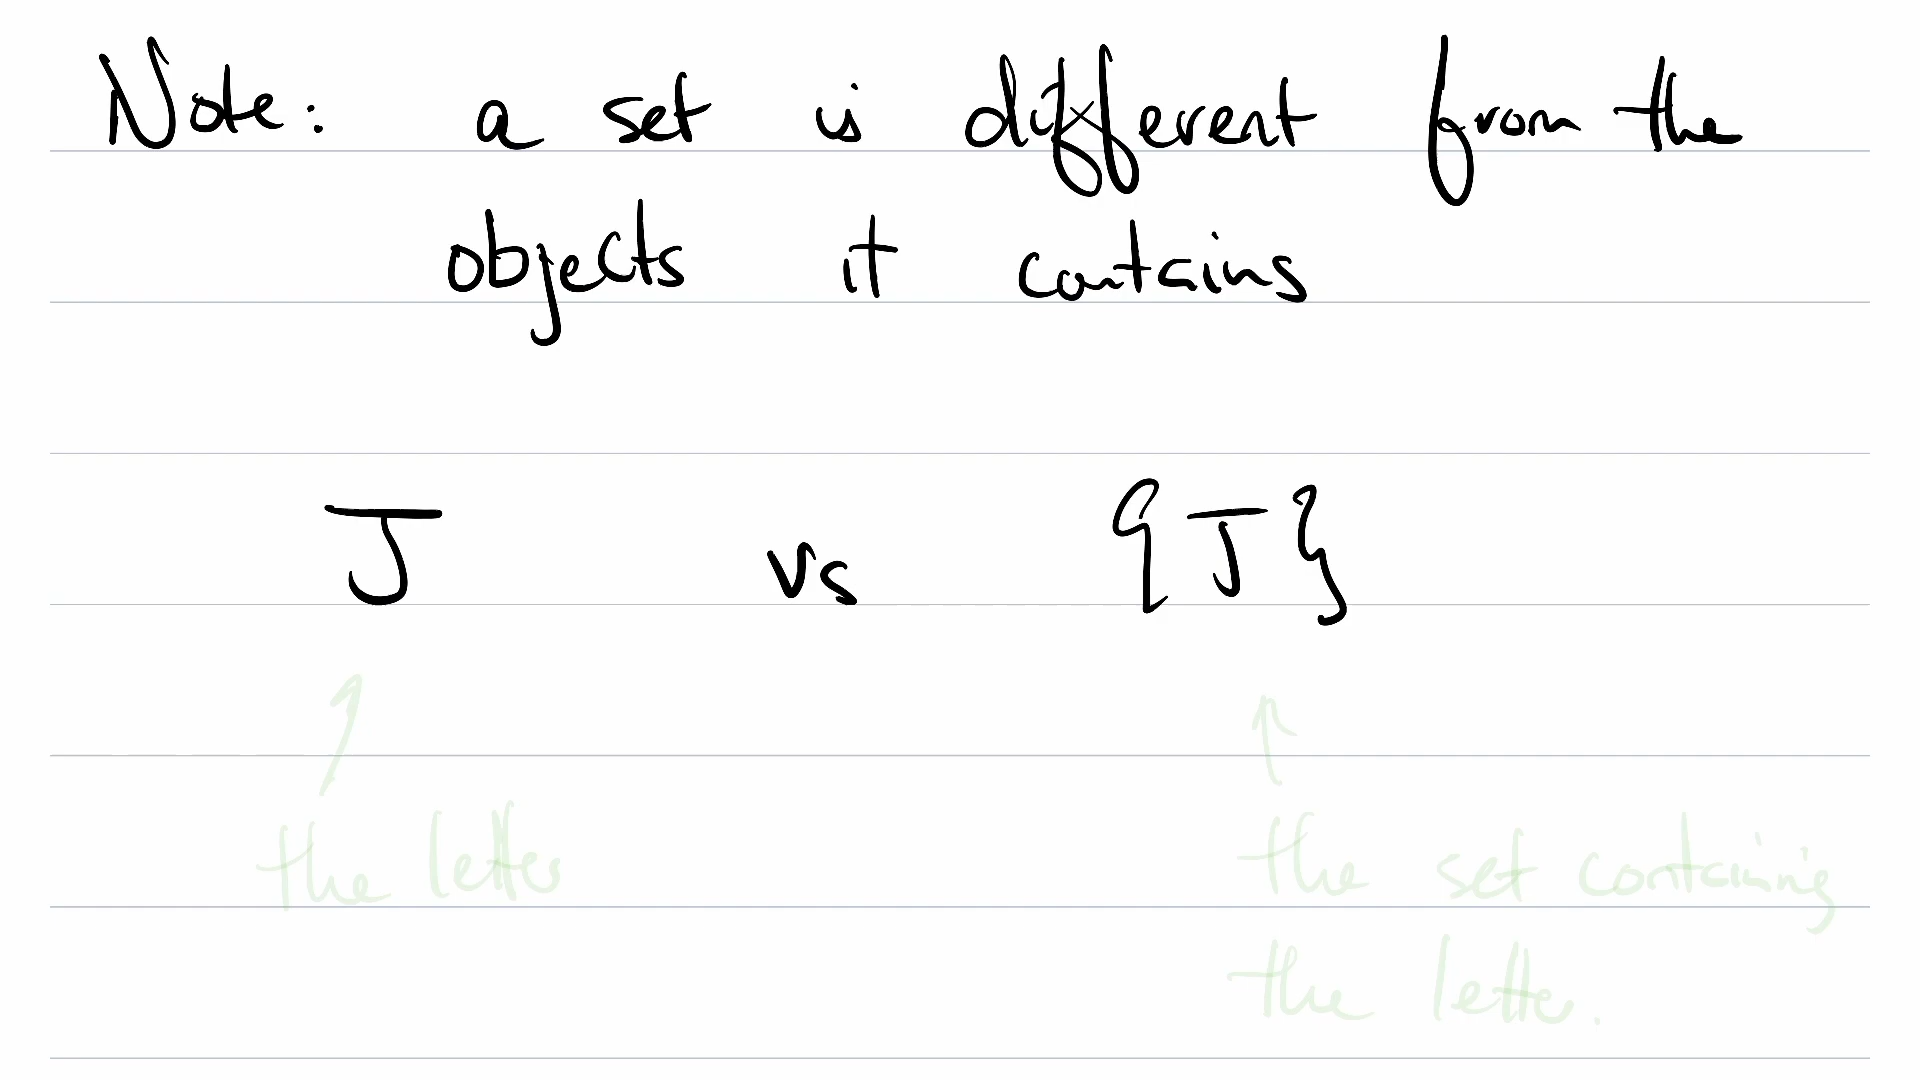 Note: a set is different from the
objects it contains
J vs {J}
the letter the set containing
the letter.